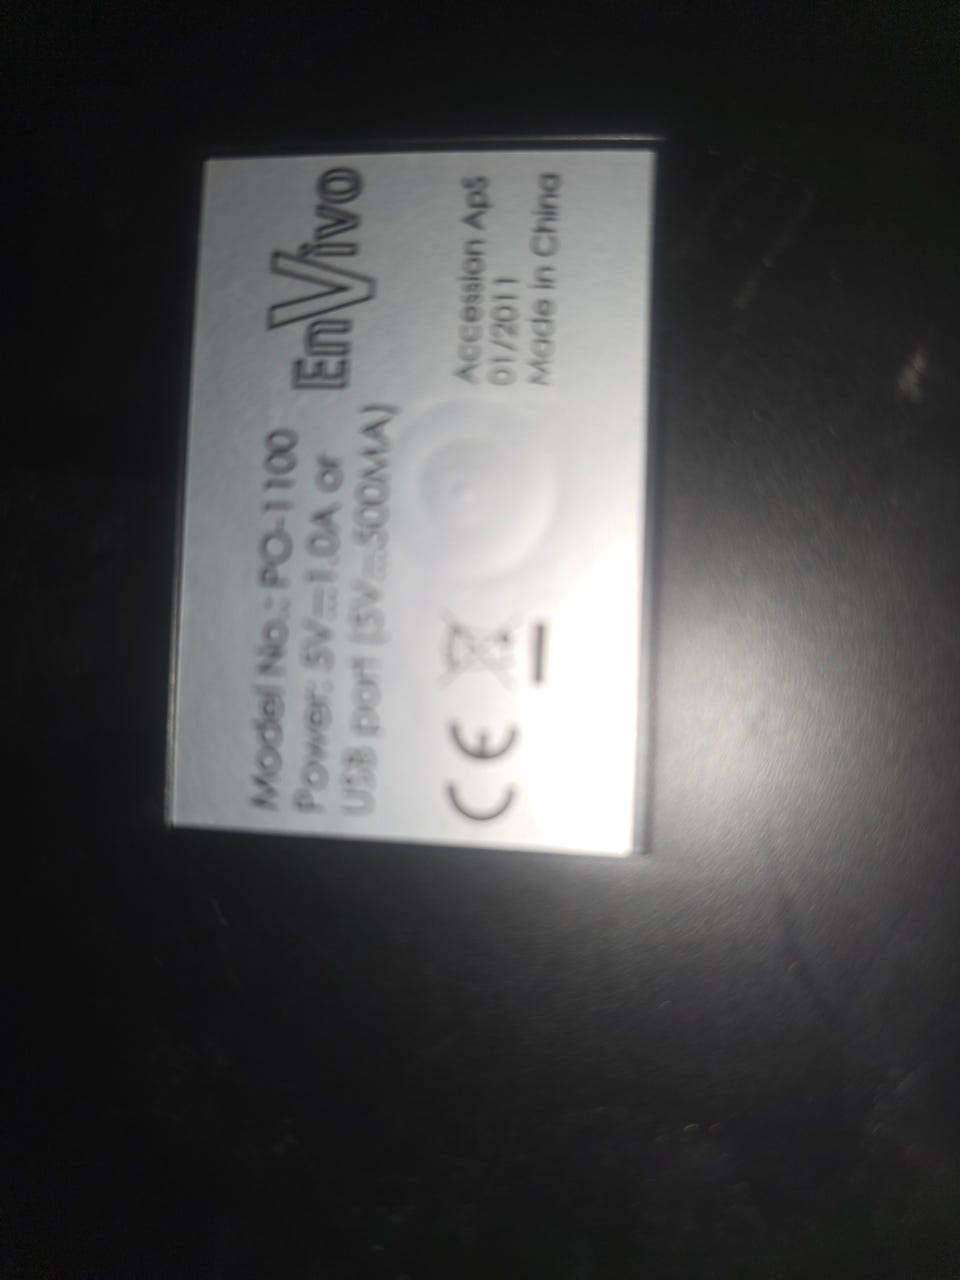 Model No.: PO-1100
Power: 5V⎓1.0A or
USB port (5V⎓500MA)
EnVivo
CE
Accession ApS
01/2011
Made in China